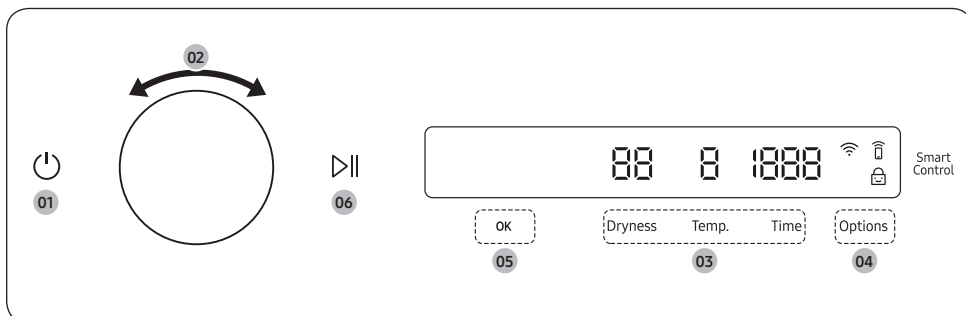 02
01
06
88 8 1888
Smart
Control
OK
Dryness Temp. Time
Options
05
03
04